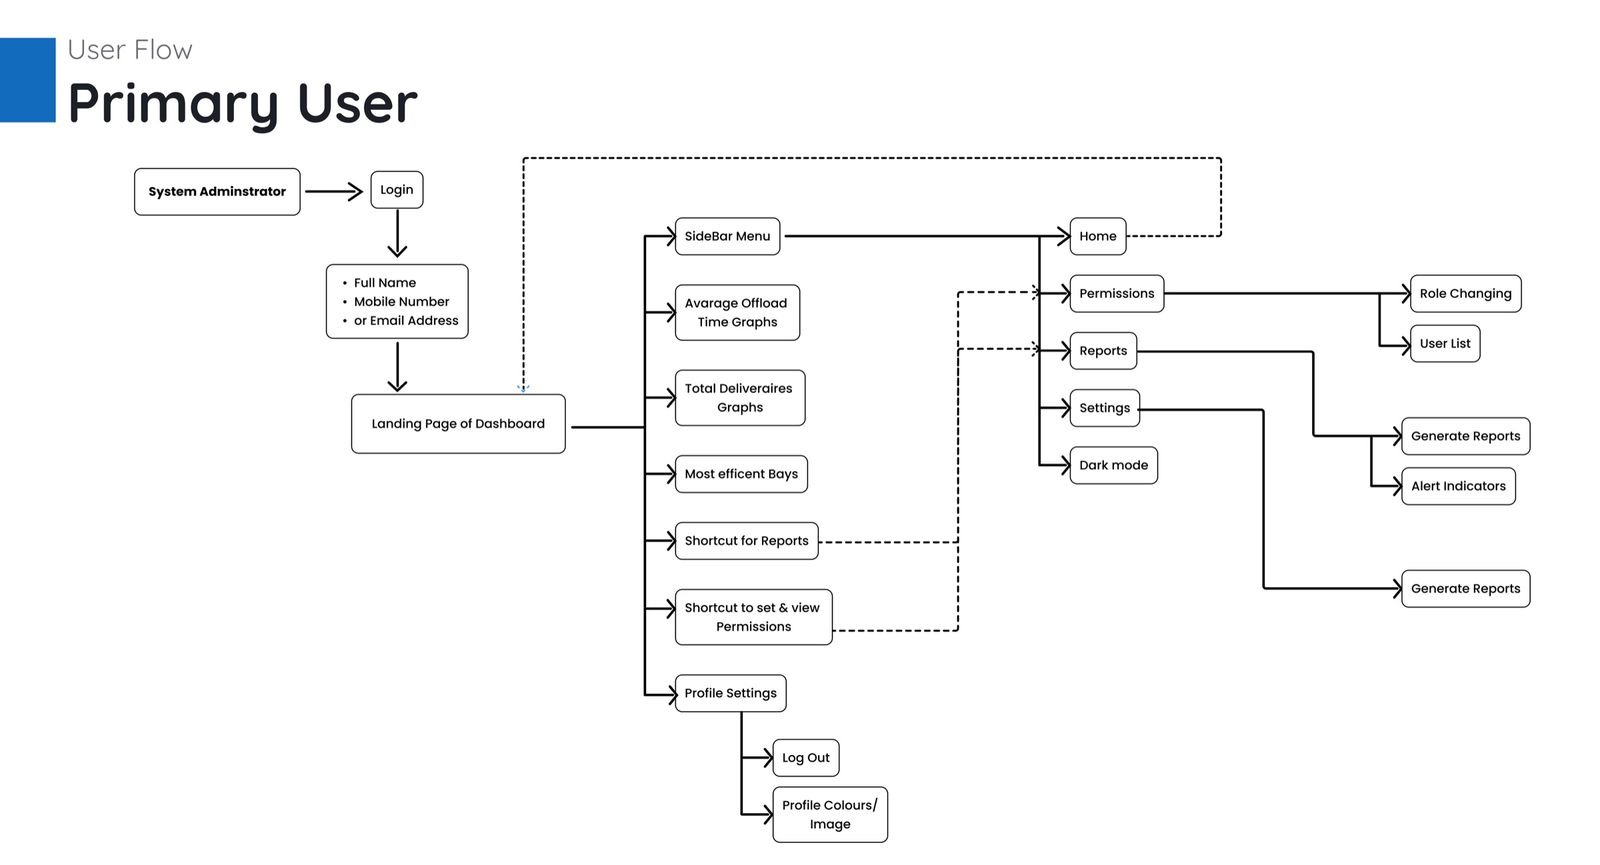 User Flow
Primary User
System Adminstrator
Login
• Full Name
• Mobile Number
• or Email Address
Landing Page of Dashboard
SideBar Menu
Avarage Offload
Time Graphs
Total Deliveraires
Graphs
Most efficent Bays
Shortcut for Reports
Shortcut to set & view
Permissions
Profile Settings
Log Out
Profile Colours/
Image
Home
Permissions
Reports
Settings
Dark mode
Role Changing
User List
Generate Reports
Alert Indicators
Generate Reports